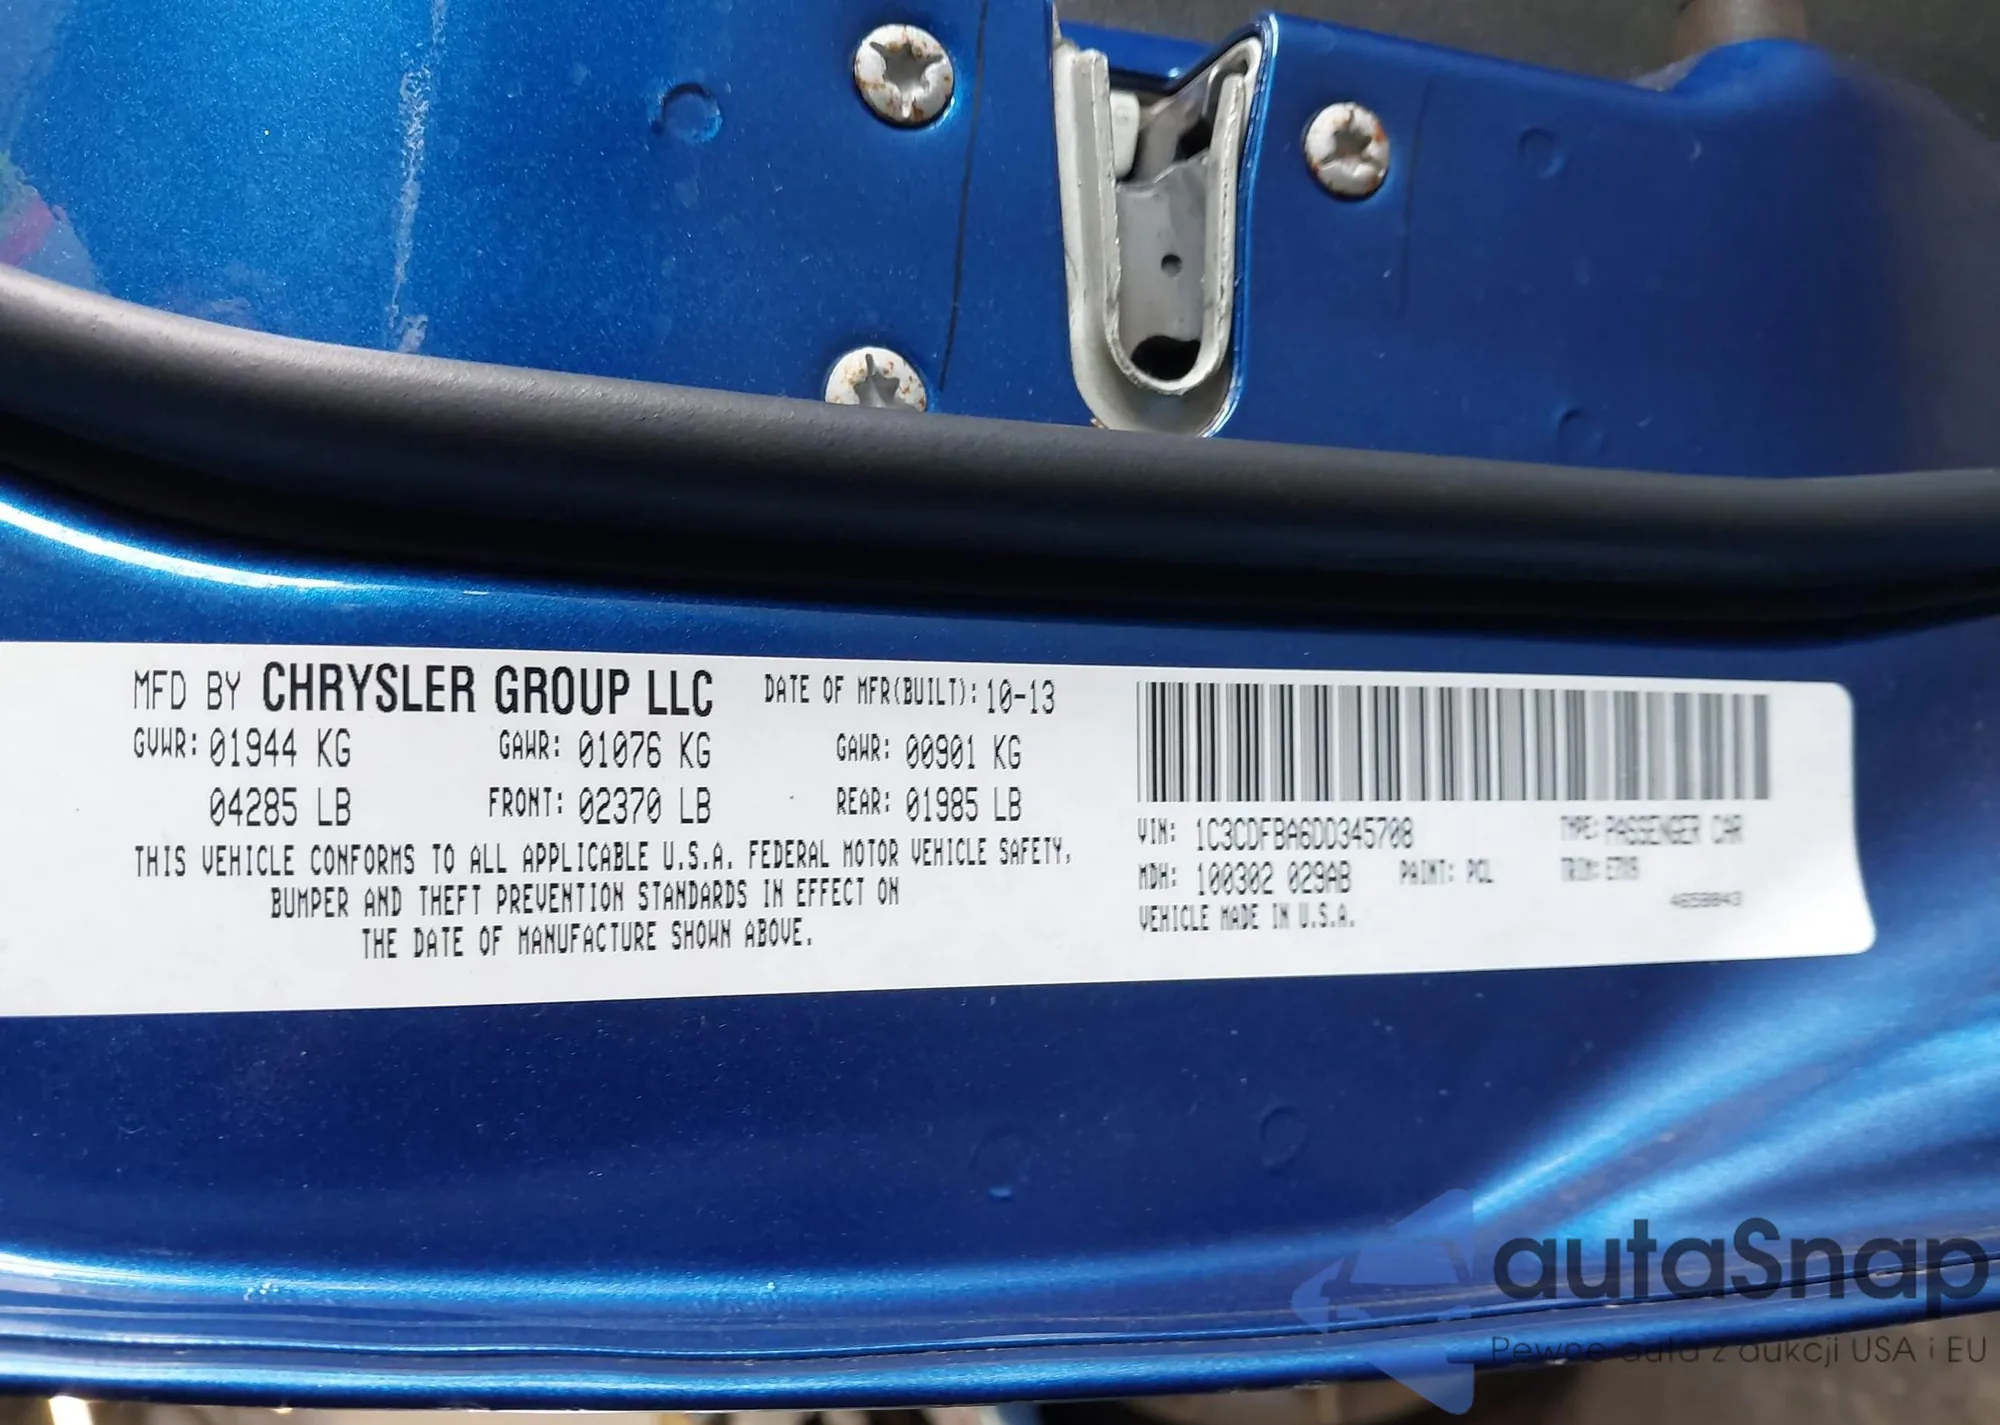 MFD BY CHRYSLER GROUP LLC DATE OF MFR(BUILT): 10-13
GVWR: 01944 KG GAWR: 01076 KG GAWR: 00901 KG
04285 LB FRONT: 02370 LB REAR: 01985 LB
THIS VEHICLE CONFORMS TO ALL APPLICABLE U.S.A. FEDERAL MOTOR VEHICLE SAFETY,
BUMPER AND THEFT PREVENTION STANDARDS IN EFFECT ON
THE DATE OF MANUFACTURE SHOWN ABOVE.
VIN: 1C3CDFBA6DD345708 TYPE: PASSENGER CAR
MDH: 100302 029AB PAINT: PCL TRIM:
VEHICLE MADE IN U.S.A.
autaSnap
Pewne auta z aukcji USA i EU